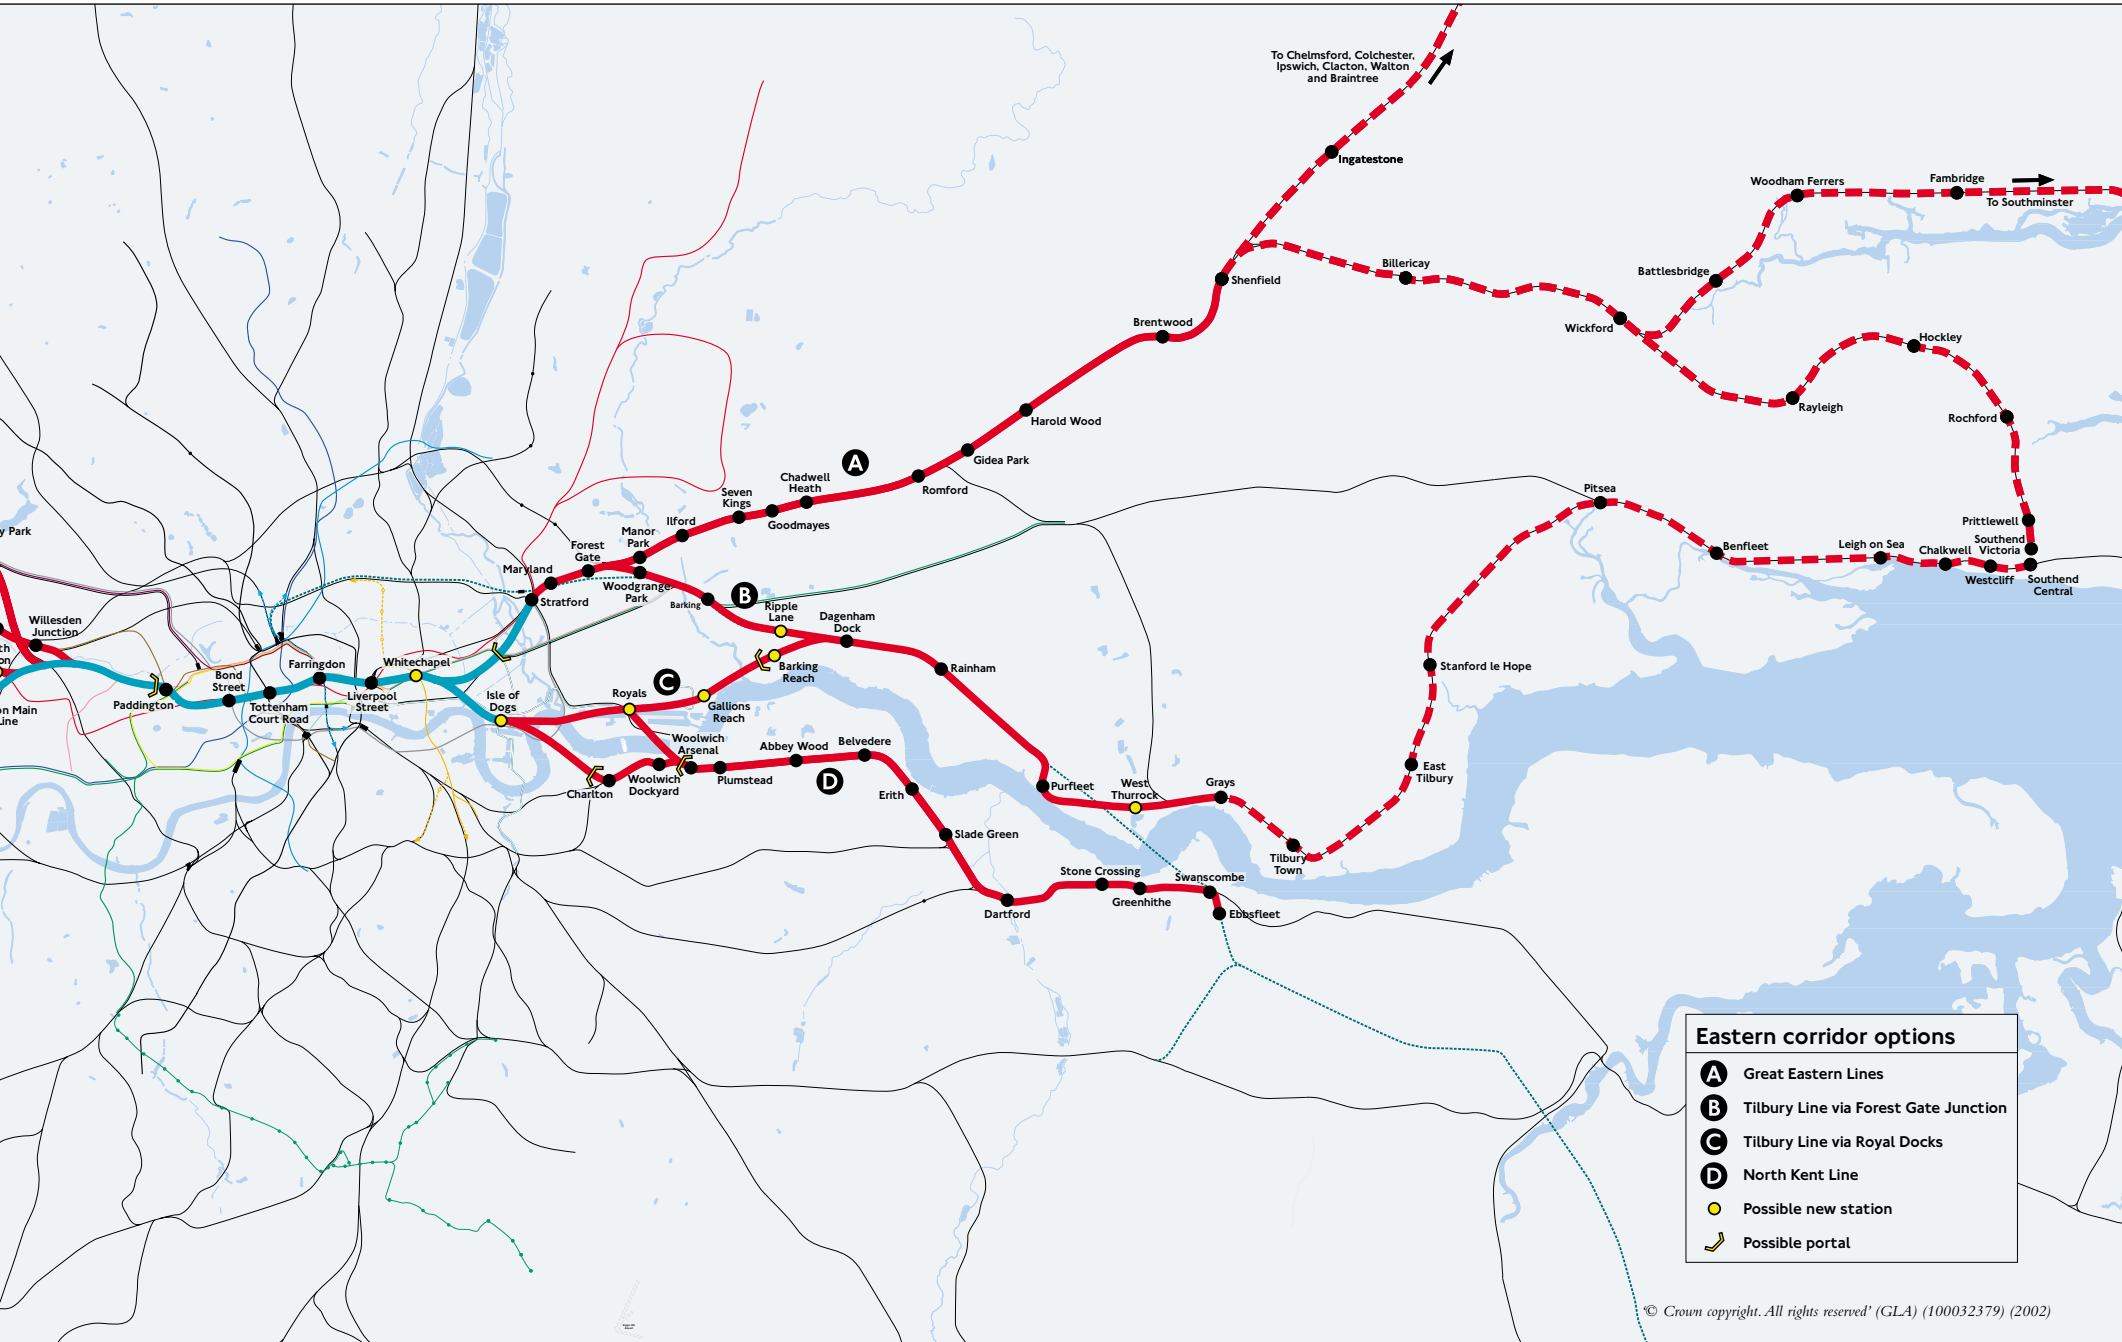 To Chelmsford, Colchester,
Ipswich, Clacton, Walton
and Braintree
Ingatestone
Woodham Ferrers
Fambridge
To Southminster
Shenfield
Billericay
Battlesbridge
Brentwood
Wickford
Hockley
Rayleigh
Harold Wood
Rochford
A
Gidea Park
Romford
Chadwell
Heath
Seven
Kings
Goodmayes
Ilford
Manor
Park
Forest
Gate
Maryland
Stratford
Woodgrange
Park
Barking
B
Ripple
Lane
Dagenham
Dock
Pitsea
Prittlewell
Southend
Victoria
Benfleet
Leigh on Sea
Chalkwell
Westcliff
Southend
Central
y Park
Willesden
Junction
th
on
on Main
Line
Paddington
Bond
Street
Tottenham
Court Road
Farringdon
Liverpool
Street
Whitechapel
Isle of
Dogs
Royals
C
Barking
Reach
Gallions
Reach
Rainham
Stanford le Hope
Woolwich
Arsenal
Abbey Wood
Belvedere
Charlton
Woolwich
Dockyard
Plumstead
D
Erith
Purfleet
West
Thurrock
Grays
East
Tilbury
Slade Green
Tilbury
Town
Stone Crossing
Swanscombe
Dartford
Greenhithe
Ebbsfleet
Eastern corridor options
A Great Eastern Lines
B Tilbury Line via Forest Gate Junction
C Tilbury Line via Royal Docks
D North Kent Line
Possible new station
Possible portal
'© Crown copyright. All rights reserved' (GLA) (100032379) (2002)